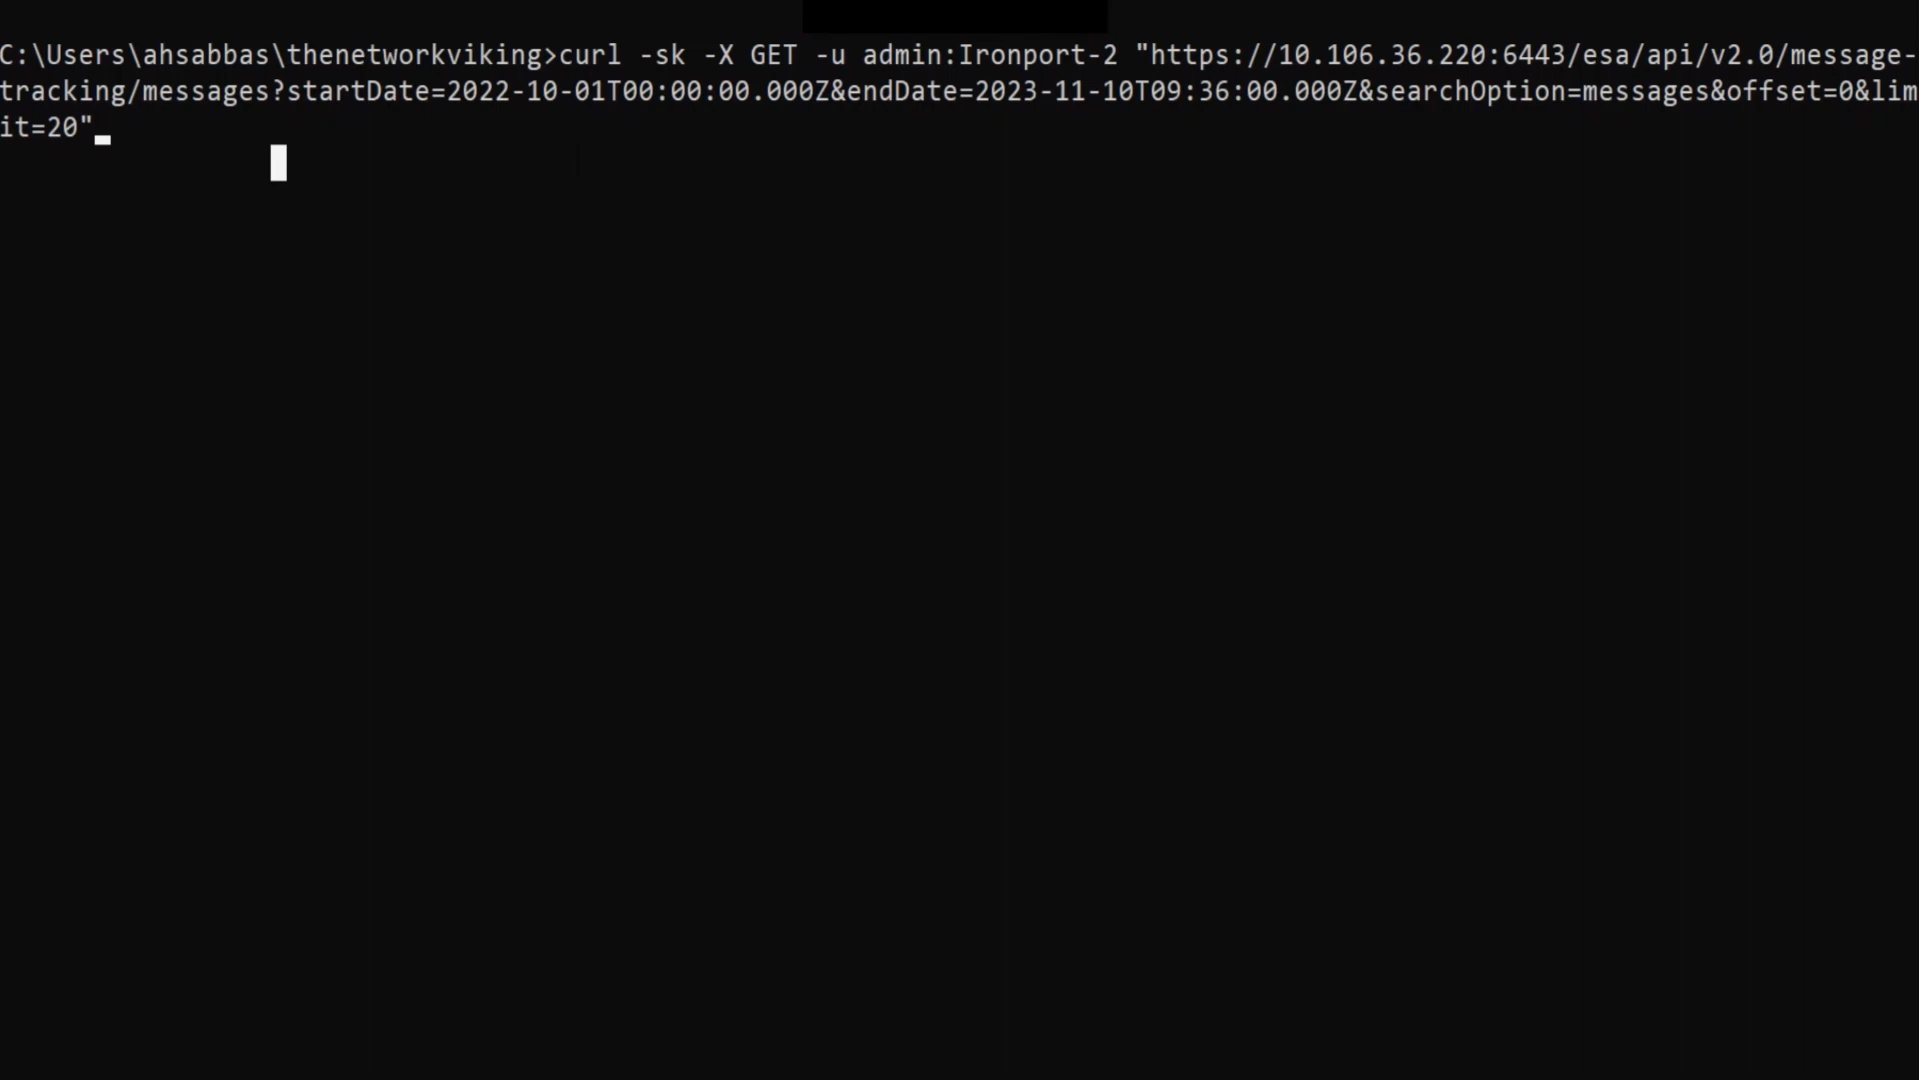 C:\Users\ahsabbas\thenetworkviking>curl -sk -X GET -u admin:Ironport-2 "https://10.106.36.220:6443/esa/api/v2.0/message-
tracking/messages?startDate=2022-10-01T00:00:00.000Z&endDate=2023-11-10T09:36:00.000Z&searchOption=messages&offset=0&lim
it=20"